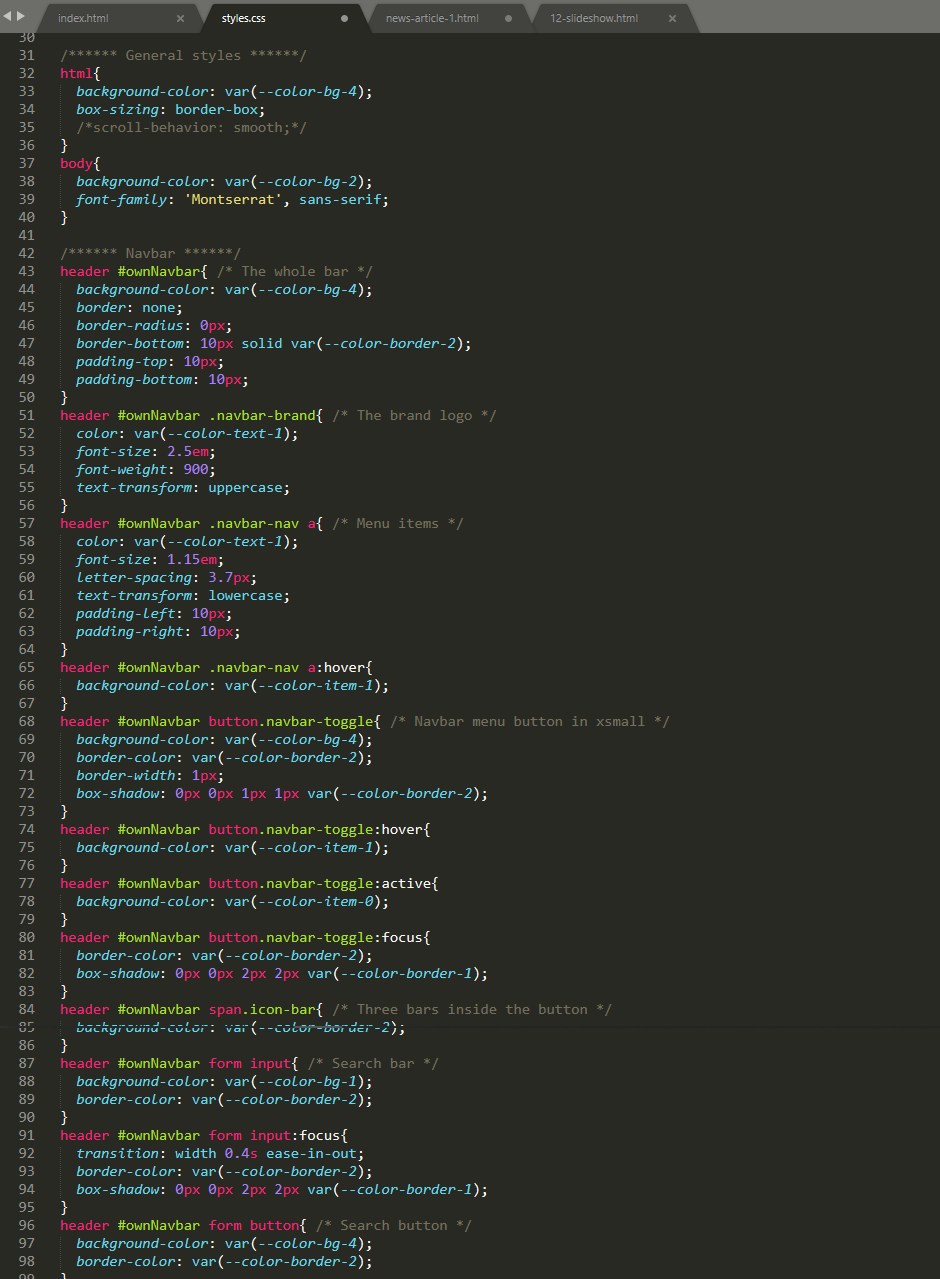 index.html × styles.css ● news-article-1.html ● 12-slideshow.html ×
30
31 /****** General styles ******/
32 html{
33   background-color: var(--color-bg-4);
34   box-sizing: border-box;
35   /*scroll-behavior: smooth;*/
36 }
37 body{
38   background-color: var(--color-bg-2);
39   font-family: 'Montserrat', sans-serif;
40 }
41
42 /****** Navbar ******/
43 header #ownNavbar{ /* The whole bar */
44   background-color: var(--color-bg-4);
45   border: none;
46   border-radius: 0px;
47   border-bottom: 10px solid var(--color-border-2);
48   padding-top: 10px;
49   padding-bottom: 10px;
50 }
51 header #ownNavbar .navbar-brand{ /* The brand logo */
52   color: var(--color-text-1);
53   font-size: 2.5em;
54   font-weight: 900;
55   text-transform: uppercase;
56 }
57 header #ownNavbar .navbar-nav a{ /* Menu items */
58   color: var(--color-text-1);
59   font-size: 1.15em;
60   letter-spacing: 3.7px;
61   text-transform: lowercase;
62   padding-left: 10px;
63   padding-right: 10px;
64 }
65 header #ownNavbar .navbar-nav a:hover{
66   background-color: var(--color-item-1);
67 }
68 header #ownNavbar button.navbar-toggle{ /* Navbar menu button in xsmall */
69   background-color: var(--color-bg-4);
70   border-color: var(--color-border-2);
71   border-width: 1px;
72   box-shadow: 0px 0px 1px 1px var(--color-border-2);
73 }
74 header #ownNavbar button.navbar-toggle:hover{
75   background-color: var(--color-item-1);
76 }
77 header #ownNavbar button.navbar-toggle:active{
78   background-color: var(--color-item-0);
79 }
80 header #ownNavbar button.navbar-toggle:focus{
81   border-color: var(--color-border-2);
82   box-shadow: 0px 0px 2px 2px var(--color-border-1);
83 }
84 header #ownNavbar span.icon-bar{ /* Three bars inside the button */
85   background-color: var(--color-border-2);
86 }
87 header #ownNavbar form input{ /* Search bar */
88   background-color: var(--color-bg-1);
89   border-color: var(--color-border-2);
90 }
91 header #ownNavbar form input:focus{
92   transition: width 0.4s ease-in-out;
93   border-color: var(--color-border-2);
94   box-shadow: 0px 0px 2px 2px var(--color-border-1);
95 }
96 header #ownNavbar form button{ /* Search button */
97   background-color: var(--color-bg-4);
98   border-color: var(--color-border-2);
99 }